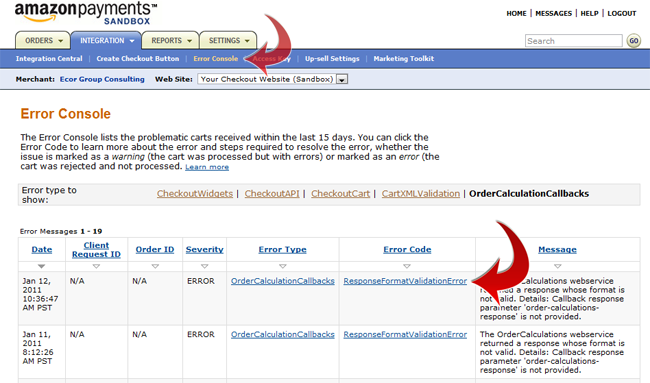 amazonpayments™
SANDBOX
HOME | MESSAGES | HELP | LOGOUT
ORDERS INTEGRATION REPORTS SETTINGS
Search GO
Integration Central | Create Checkout Button | Error Console Access Key | Up-sell Settings | Marketing Toolkit
Merchant: Ecor Group Consulting Web Site: Your Checkout Website (Sandbox)
Error Console
The Error Console lists the problematic carts received within the last 15 days. You can click the
Error Code to learn more about the error and steps required to resolve the error, whether the
issue is marked as a warning (the cart was processed but with errors) or marked as an error (the
cart was rejected and not processed. Learn more
Error type to show: CheckoutWidgets | CheckoutAPI | CheckoutCart | CartXMLValidation | OrderCalculationCallbacks
Error Messages 1 - 19
Date Client Request ID Order ID Severity Error Type Error Code Message
Jan 12, 2011 10:36:47 AM PST N/A N/A ERROR OrderCalculationCallbacks ResponseFormatValidationError
OrderCalculations webservice
returned a response whose format is
not valid. Details: Callback response
parameter 'order-calculations-
response' is not provided.
Jan 11, 2011 8:12:26 AM PST N/A N/A ERROR OrderCalculationCallbacks ResponseFormatValidationError
The OrderCalculations webservice
returned a response whose format is
not valid. Details: Callback response
parameter 'order-calculations-
response' is not provided.